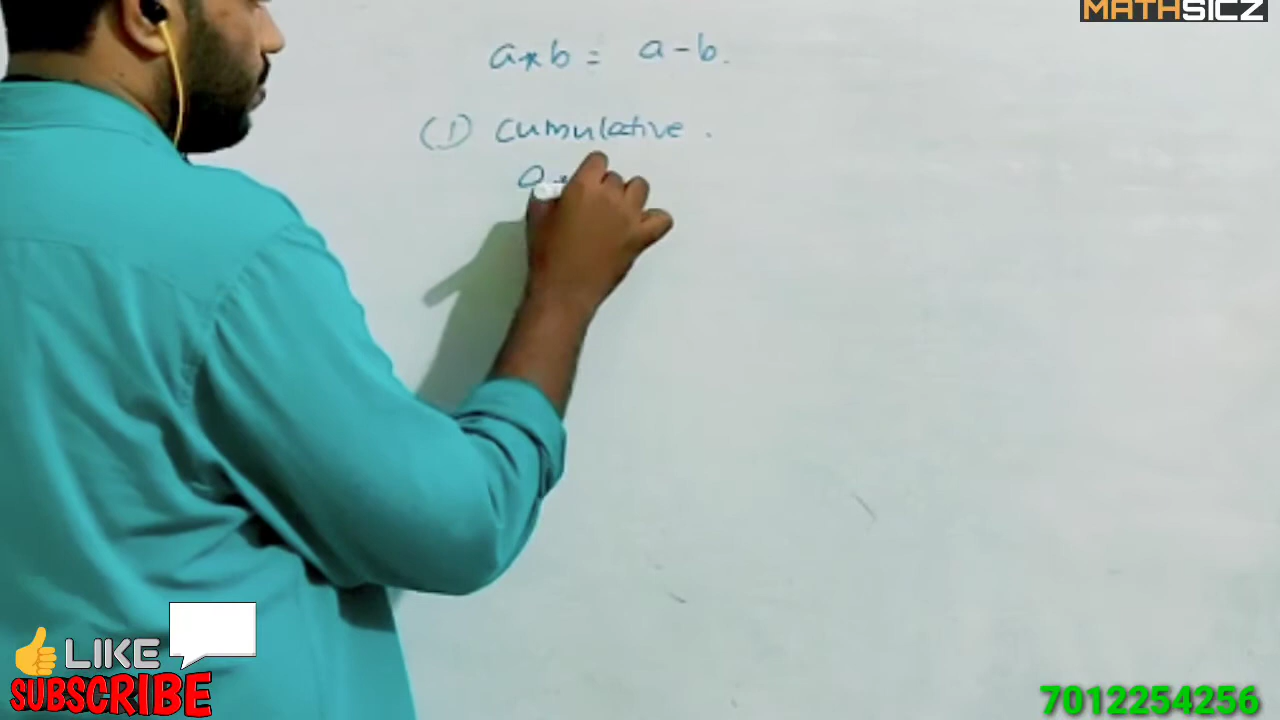 MATHSICZ
a*b = a-b.
(1) cumulative.
a *
LIKE
SUBSCRIBE
7012254256